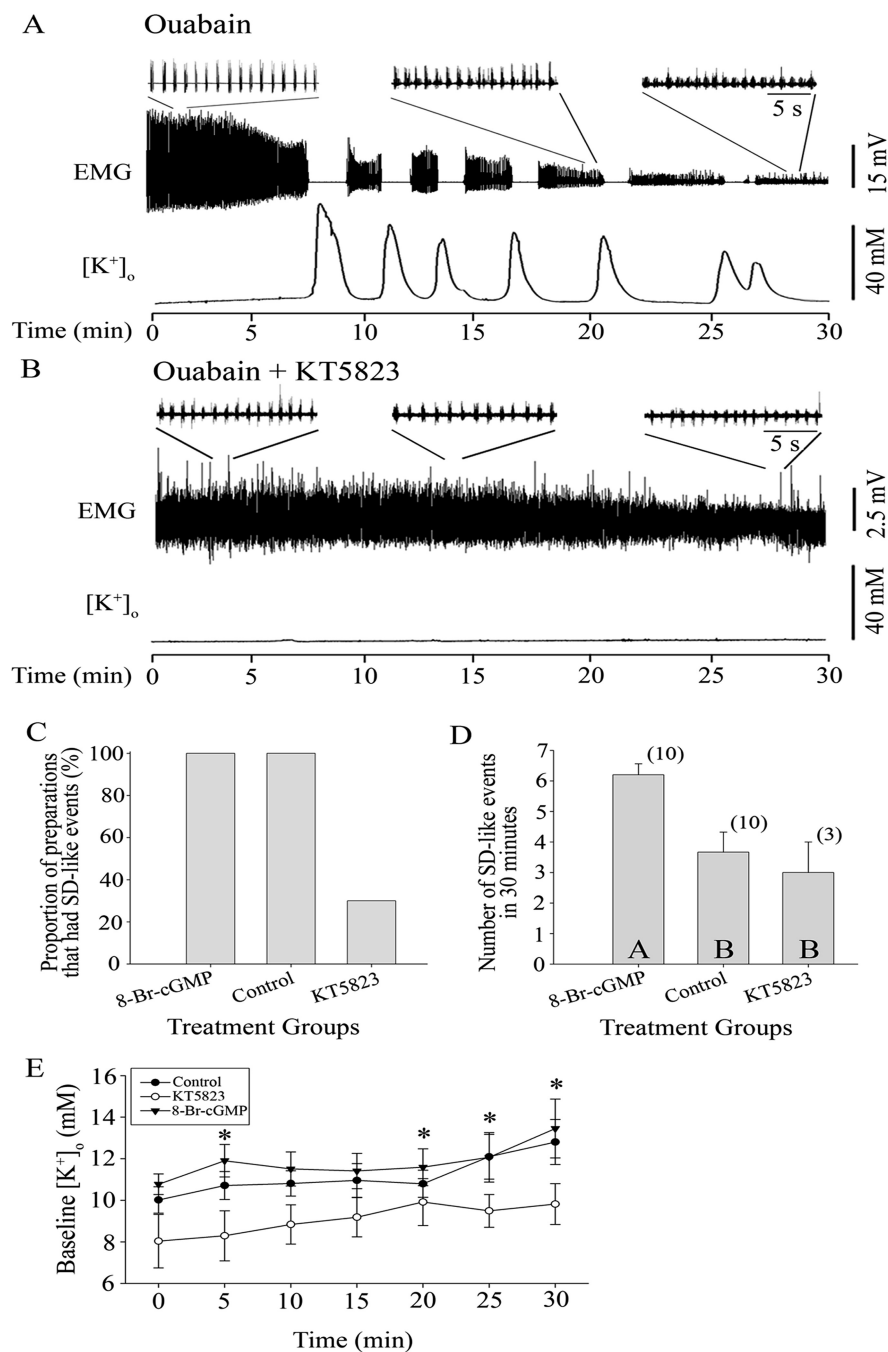 A
Ouabain
5 s
EMG
15 mV
[K⁺]ₒ
40 mM
Time (min)
0 5 10 15 20 25 30
B
Ouabain + KT5823
5 s
EMG
2.5 mV
[K⁺]ₒ
40 mM
Time (min)
0 5 10 15 20 25 30
C
Proportion of preparations
that had SD-like events (%)
100
80
60
40
20
0
8-Br-cGMP
Control
KT5823
Treatment Groups
D
Number of SD-like events
in 30 minutes
7
6
5
4
3
2
1
0
(10)
(10)
(3)
A
B
B
8-Br-cGMP
Control
KT5823
Treatment Groups
E
Baseline [K⁺]ₒ (mM)
16
14
12
10
8
6
Control
KT5823
8-Br-cGMP
* * * *
0 5 10 15 20 25 30
Time (min)